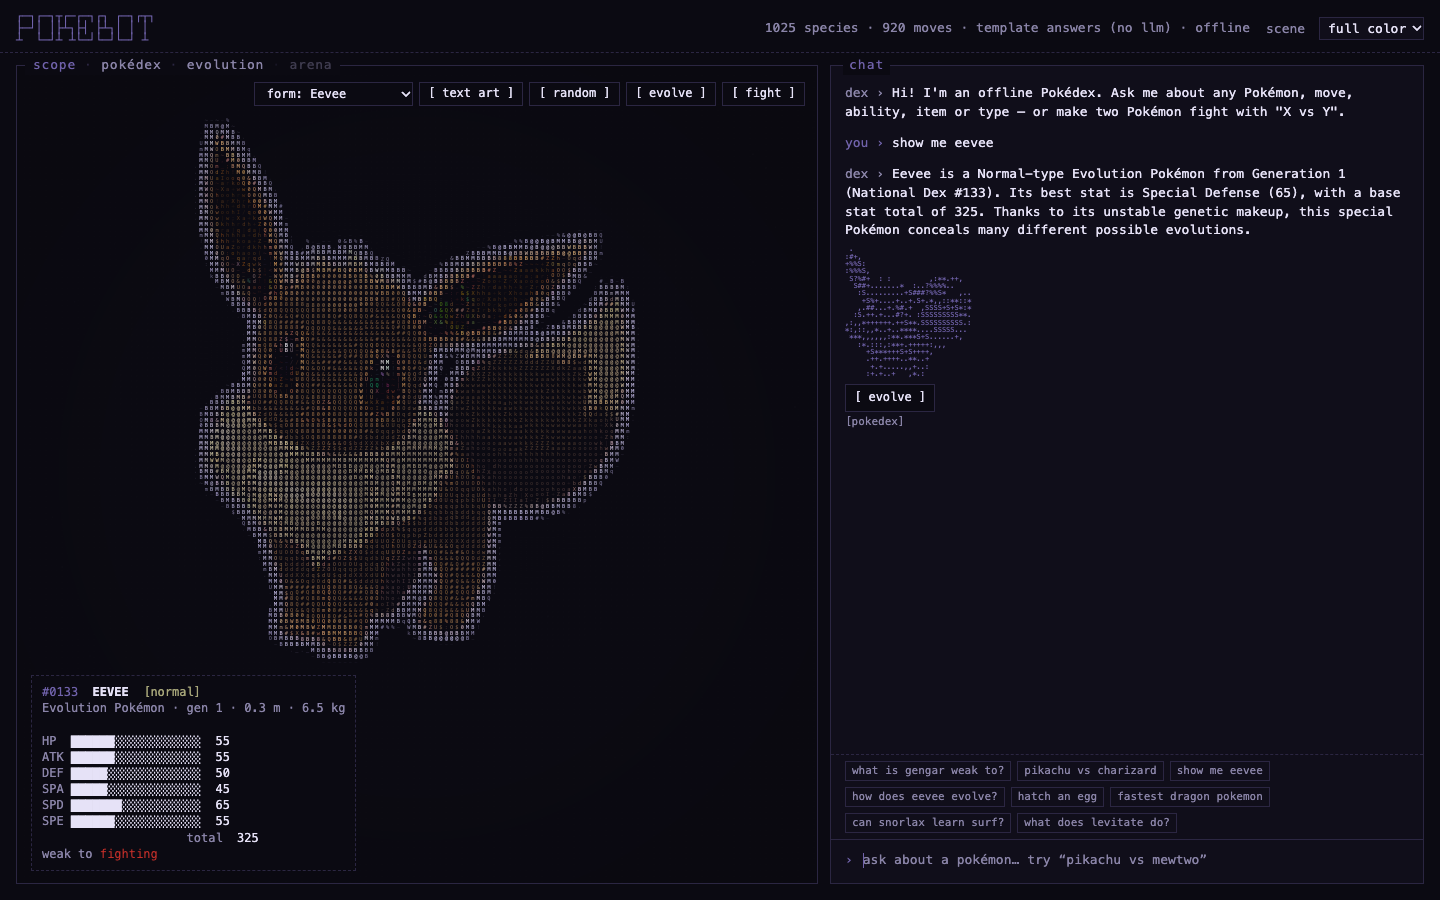 1025 species · 920 moves · template answers (no llm) · offline scene full color
scope · pokédex · evolution · arena
form: Eevee [ text art ] [ random ] [ evolve ] [ fight ]
#0133 EEVEE [normal]
Evolution Pokémon · gen 1 · 0.3 m · 6.5 kg
HP 55
ATK 55
DEF 50
SPA 45
SPD 65
SPE 55
total 325
weak to fighting
chat
dex › Hi! I'm an offline Pokédex. Ask me about any Pokémon, move,
ability, item or type — or make two Pokémon fight with "X vs Y".
you › show me eevee
dex › Eevee is a Normal-type Evolution Pokémon from Generation 1
(National Dex #133). Its best stat is Special Defense (65), with a base
stat total of 325. Thanks to its unstable genetic makeup, this special
Pokémon conceals many different possible evolutions.
[ evolve ]
[pokedex]
what is gengar weak to? pikachu vs charizard show me eevee
how does eevee evolve? hatch an egg fastest dragon pokemon
can snorlax learn surf? what does levitate do?
› ask about a pokémon… try “pikachu vs mewtwo”